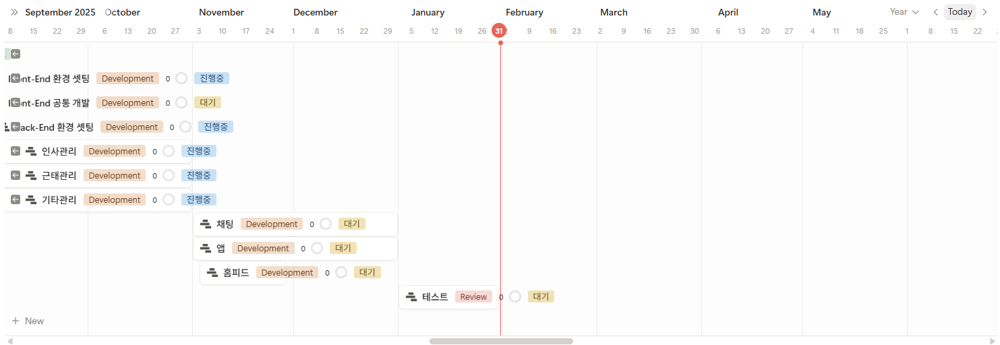 September 2025 October November December January February March April May Year Today
8 15 22 29 6 13 20 27 3 10 17 24 1 8 15 22 29 5 12 19 26 31 2 9 16 23 2 9 16 23 30 6 13 20 27 4 11 18 25 1 8 15 22
Front-End 환경 셋팅 Development 0 진행중
Front-End 공통 개발 Development 0 대기
Back-End 환경 셋팅 Development 0 진행중
인사관리 Development 0 진행중
근태관리 Development 0 진행중
기타관리 Development 0 진행중
채팅 Development 0 대기
앱 Development 0 대기
홈피드 Development 0 대기
테스트 Review 0 대기
+ New